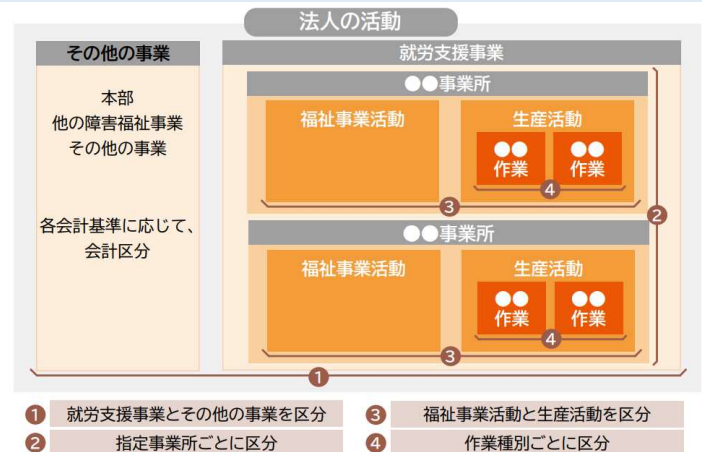 法人の活動
その他の事業
本部
他の障害福祉事業
その他の事業
各会計基準に応じて、
会計区分
就労支援事業
●●事業所
福祉事業活動
生産活動
●●
作業
●●
作業
4
3
●●事業所
福祉事業活動
生産活動
●●
作業
●●
作業
4
3
2
1
1 就労支援事業とその他の事業を区分
2 指定事業所ごとに区分
3 福祉事業活動と生産活動を区分
4 作業種別ごとに区分